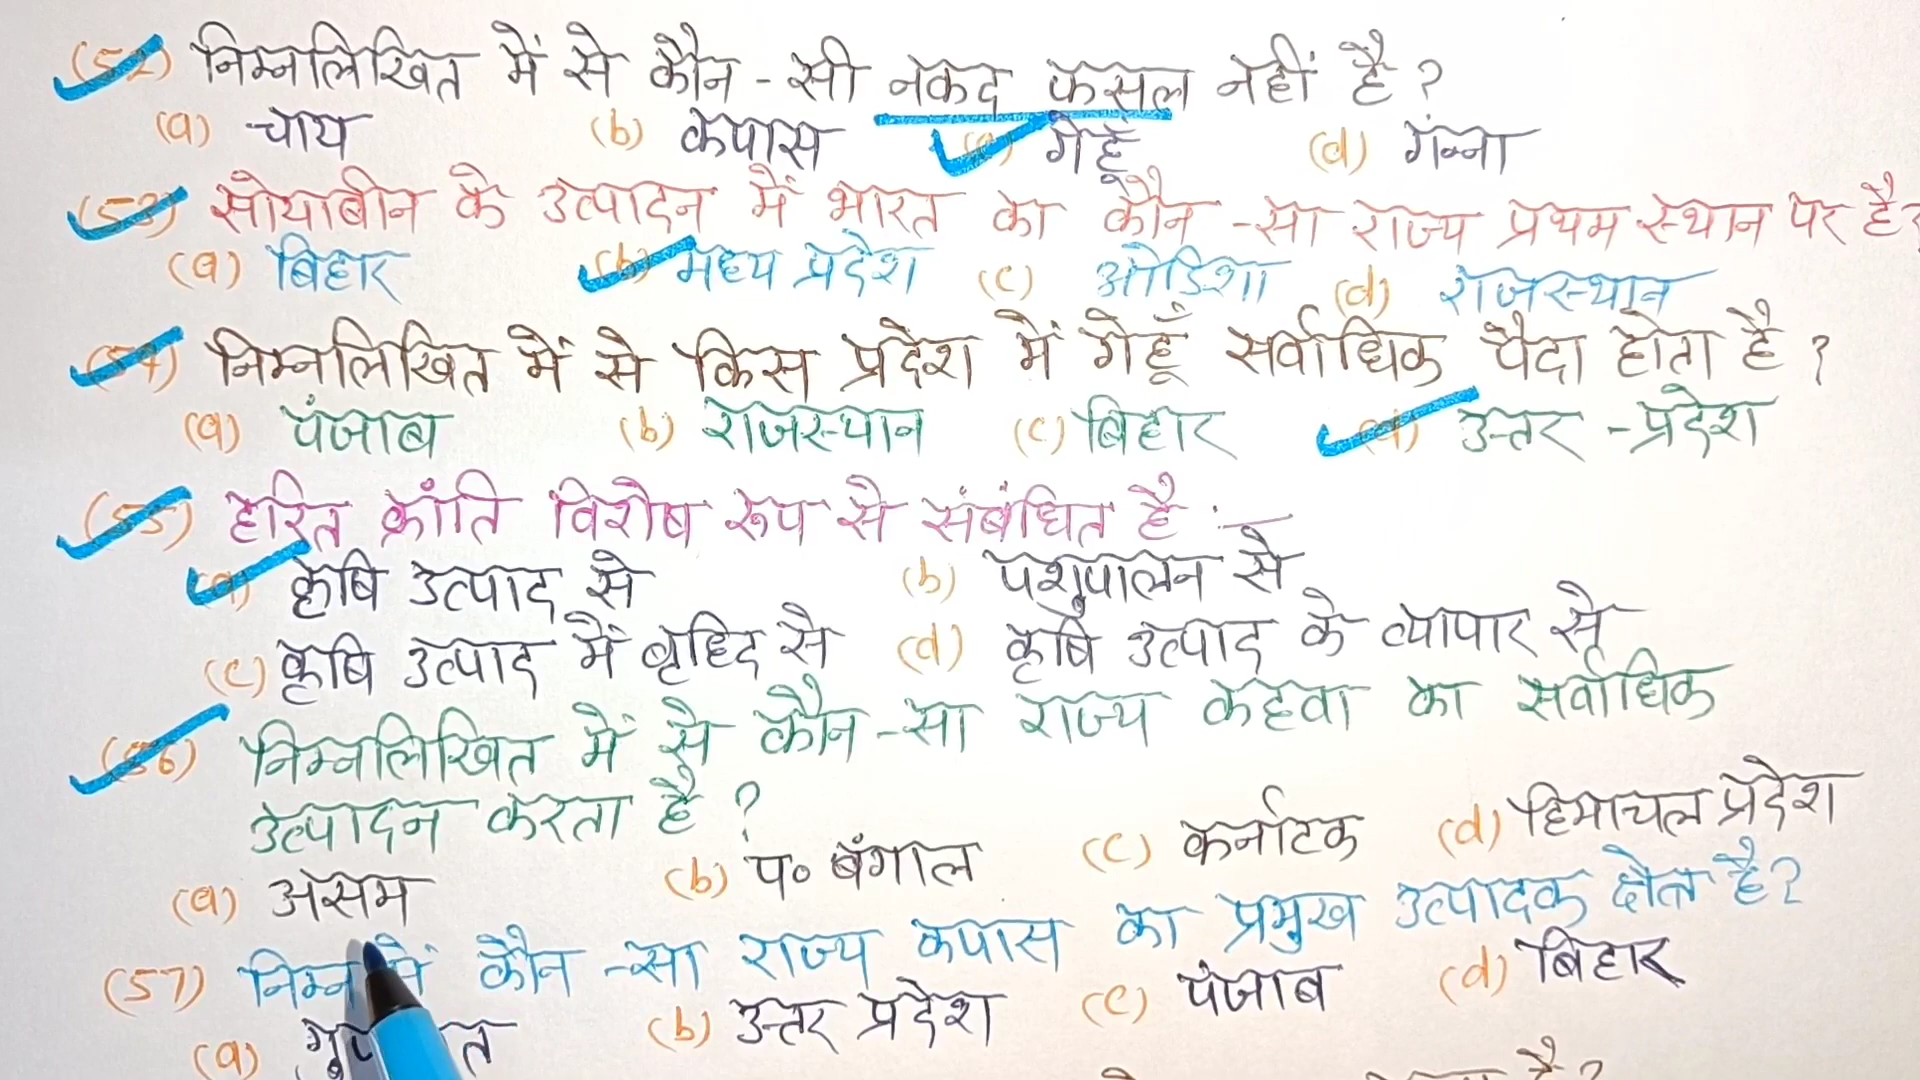 (52) निम्नलिखित में से कौन - सी नकद फसल नहीं है ?
(a) चाय (b) कपास (c) गेहूं (d) गन्ना
(53) सोयाबीन के उत्पादन में भारत का कौन - सा राज्य प्रथम स्थान पर है?
(a) बिहार (b) मध्य प्रदेश (c) ओडिशा (d) राजस्थान
(54) निम्नलिखित में से किस प्रदेश में गेहूँ सर्वाधिक पैदा होता है ?
(a) पंजाब (b) राजस्थान (c) बिहार (d) उत्तर - प्रदेश
(55) हरित क्रांति विशेष रूप से संबंधित है :-
(a) कृषि उत्पाद से (b) पशुपालन से
(c) कृषि उत्पाद में वृद्धि से (d) कृषि उत्पाद के व्यापार से
(56) निम्नलिखित में से कौन - सा राज्य कहवा का सर्वाधिक
उत्पादन करता है ?
(a) असम (b) प० बंगाल (c) कर्नाटक (d) हिमाचल प्रदेश
(57) निम्न में कौन - सा राज्य कपास का प्रमुख उत्पादक क्षेत्र है?
(a) (b) उत्तर प्रदेश (c) पंजाब (d) बिहार
है?